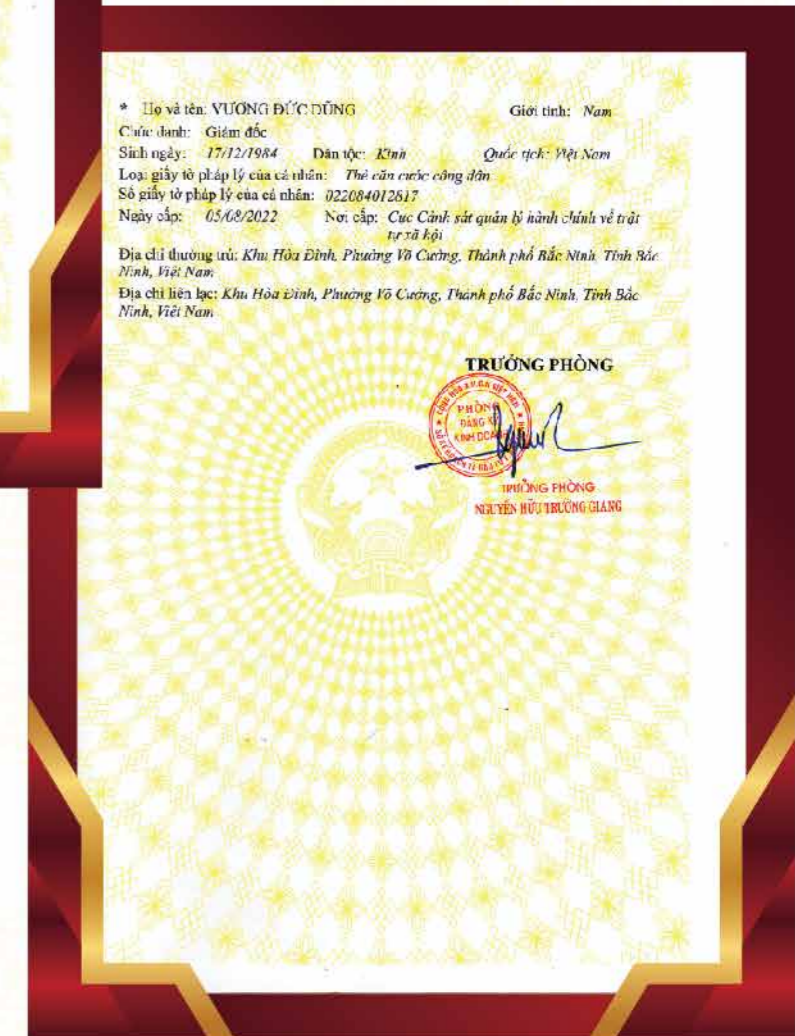 * Họ và tên: VƯƠNG ĐỨC DŨNG Giới tính: Nam
Chức danh: Giám đốc
Sinh ngày: 17/12/1984 Dân tộc: Kinh Quốc tịch: Việt Nam
Loại giấy tờ pháp lý của cá nhân: Thẻ căn cước công dân
Số giấy tờ pháp lý của cá nhân: 022084012817
Ngày cấp: 05/08/2022 Nơi cấp: Cục Cảnh sát quản lý hành chính về trật
tự xã hội
Địa chỉ thường trú: Khu Hòa Đình, Phường Võ Cường, Thành phố Bắc Ninh, Tỉnh Bắc
Ninh, Việt Nam
Địa chỉ liên lạc: Khu Hòa Đình, Phường Võ Cường, Thành phố Bắc Ninh, Tỉnh Bắc
Ninh, Việt Nam
TRƯỞNG PHÒNG
PHÒNG
ĐĂNG KÝ
KINH DOANH
TRƯỞNG PHÒNG
NGUYỄN HỮU TRƯỜNG GIANG